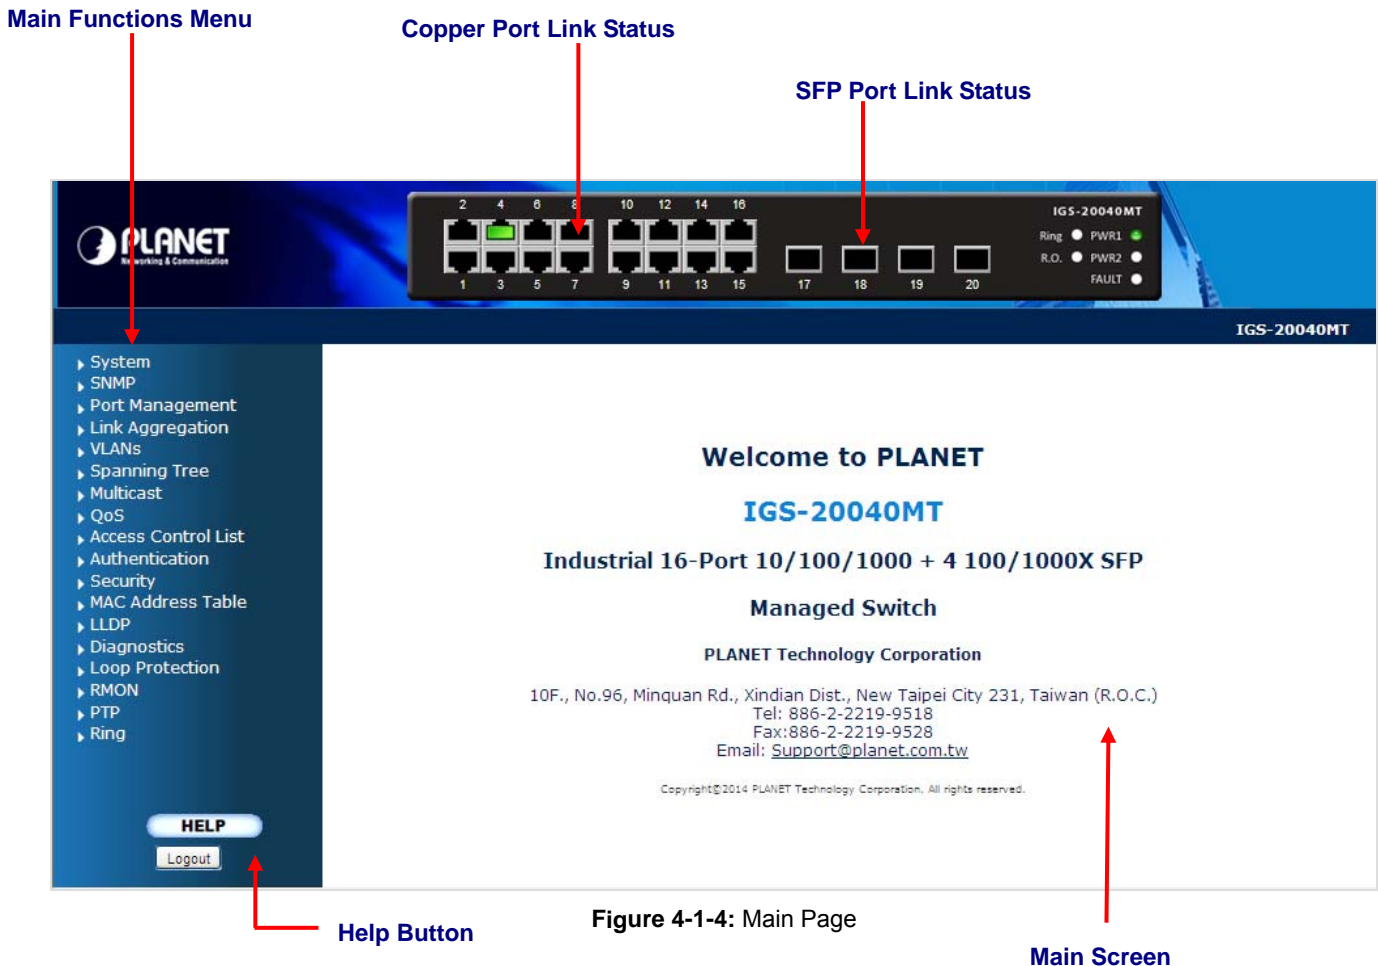 Main Functions Menu
Copper Port Link Status
SFP Port Link Status
PLANET
Networking & Communication
2 4 6 8 10 12 14 16
1 3 5 7 9 11 13 15 17 18 19 20
IGS-20040MT
Ring PWR1
R.O. PWR2
FAULT
IGS-20040MT
System
SNMP
Port Management
Link Aggregation
VLANs
Spanning Tree
Multicast
QoS
Access Control List
Authentication
Security
MAC Address Table
LLDP
Diagnostics
Loop Protection
RMON
PTP
Ring
HELP
Logout
Welcome to PLANET
IGS-20040MT
Industrial 16-Port 10/100/1000 + 4 100/1000X SFP
Managed Switch
PLANET Technology Corporation
10F., No.96, Minquan Rd., Xindian Dist., New Taipei City 231, Taiwan (R.O.C.)
Tel: 886-2-2219-9518
Fax:886-2-2219-9528
Email: Support@planet.com.tw
Copyright©2014 PLANET Technology Corporation. All rights reserved.
Help Button
Figure 4-1-4: Main Page
Main Screen